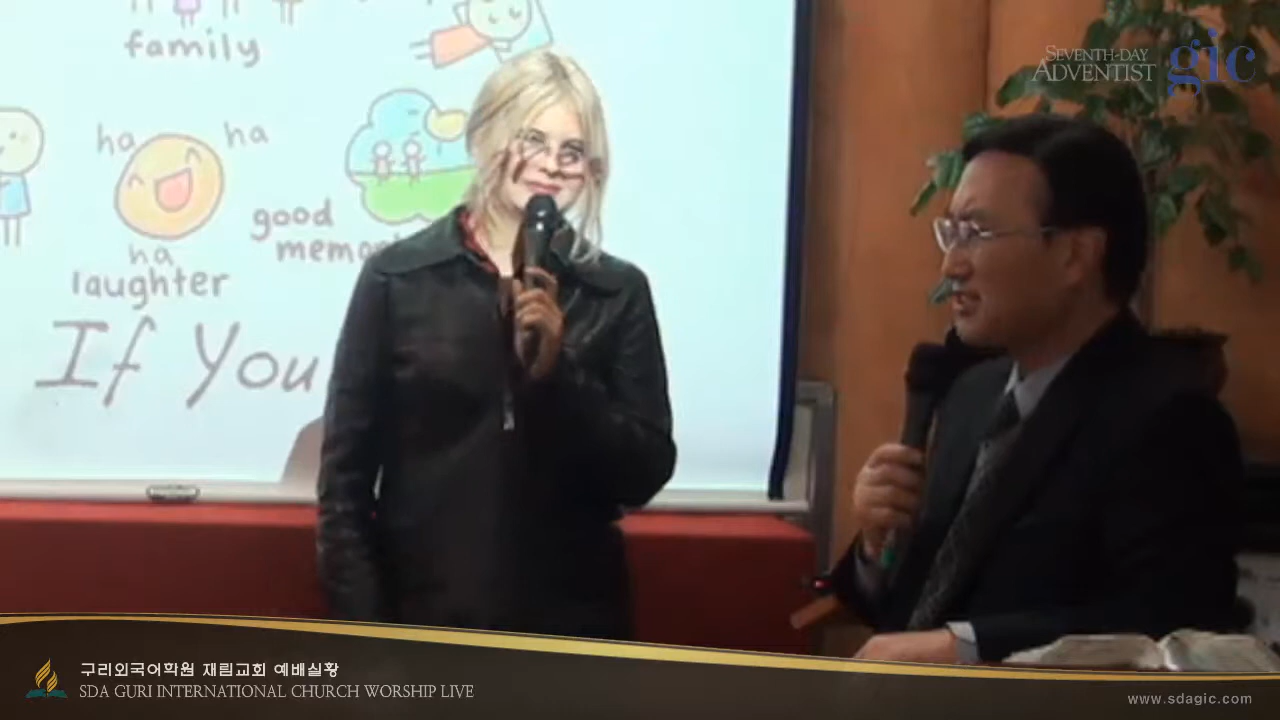 family
SEVENTH-DAY
ADVENTIST
gic
ha
ha
good
ha
laughter
If You
구리외국어학원 재림교회 예배실황
SDA GURI INTERNATIONAL CHURCH WORSHIP LIVE
www.sdagic.com